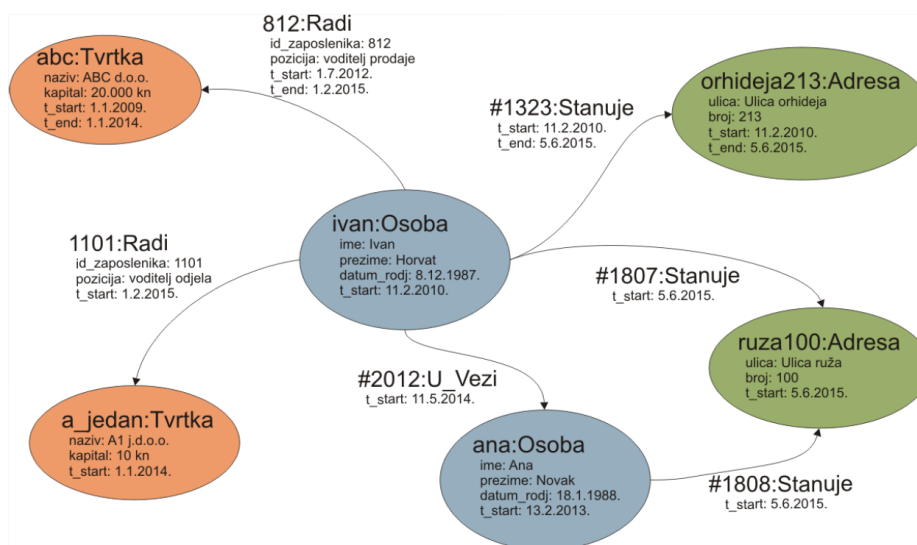 abc:Tvrtka
naziv: ABC d.o.o.
kapital: 20.000 kn
t_start: 1.1.2009.
t_end: 1.1.2014.
812:Radi
id_zaposlenika: 812
pozicija: voditelj prodaje
t_start: 1.7.2012.
t_end: 1.2.2015.
#1323:Stanuje
t_start: 11.2.2010.
t_end: 5.6.2015.
orhideja213:Adresa
ulica: Ulica orhideja
broj: 213
t_start: 11.2.2010.
t_end: 5.6.2015.
1101:Radi
id_zaposlenika: 1101
pozicija: voditelj odjela
t_start: 1.2.2015.
ivan:Osoba
ime: Ivan
prezime: Horvat
datum_rodj: 8.12.1987.
t_start: 11.2.2010.
#1807:Stanuje
t_start: 5.6.2015.
ruza100:Adresa
ulica: Ulica ruža
broj: 100
t_start: 5.6.2015.
#2012:U_Vezi
t_start: 11.5.2014.
a_jedan:Tvrtka
naziv: A1 j.d.o.o.
kapital: 10 kn
t_start: 1.1.2014.
ana:Osoba
ime: Ana
prezime: Novak
datum_rodj: 18.1.1988.
t_start: 13.2.2013.
#1808:Stanuje
t_start: 5.6.2015.